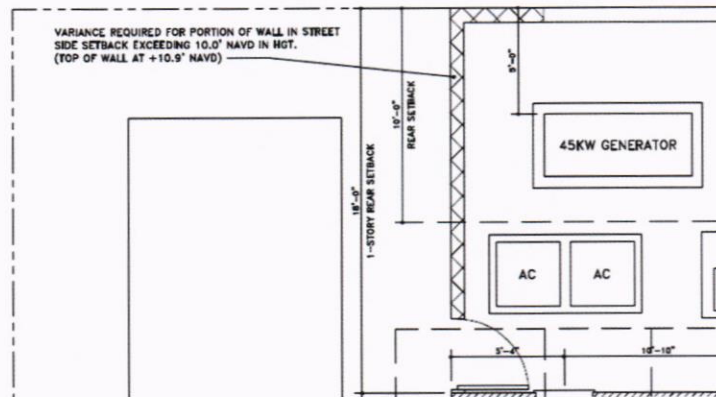 VARIANCE REQUIRED FOR PORTION OF WALL IN STREET
SIDE SETBACK EXCEEDING 10.0' NAVD IN HGT.
(TOP OF WALL AT +10.9' NAVD)
5'-0"
10'-0"
REAR SETBACK
45KW GENERATOR
18'-0"
1-STORY REAR SETBACK
AC
AC
5'-4"
10'-10"